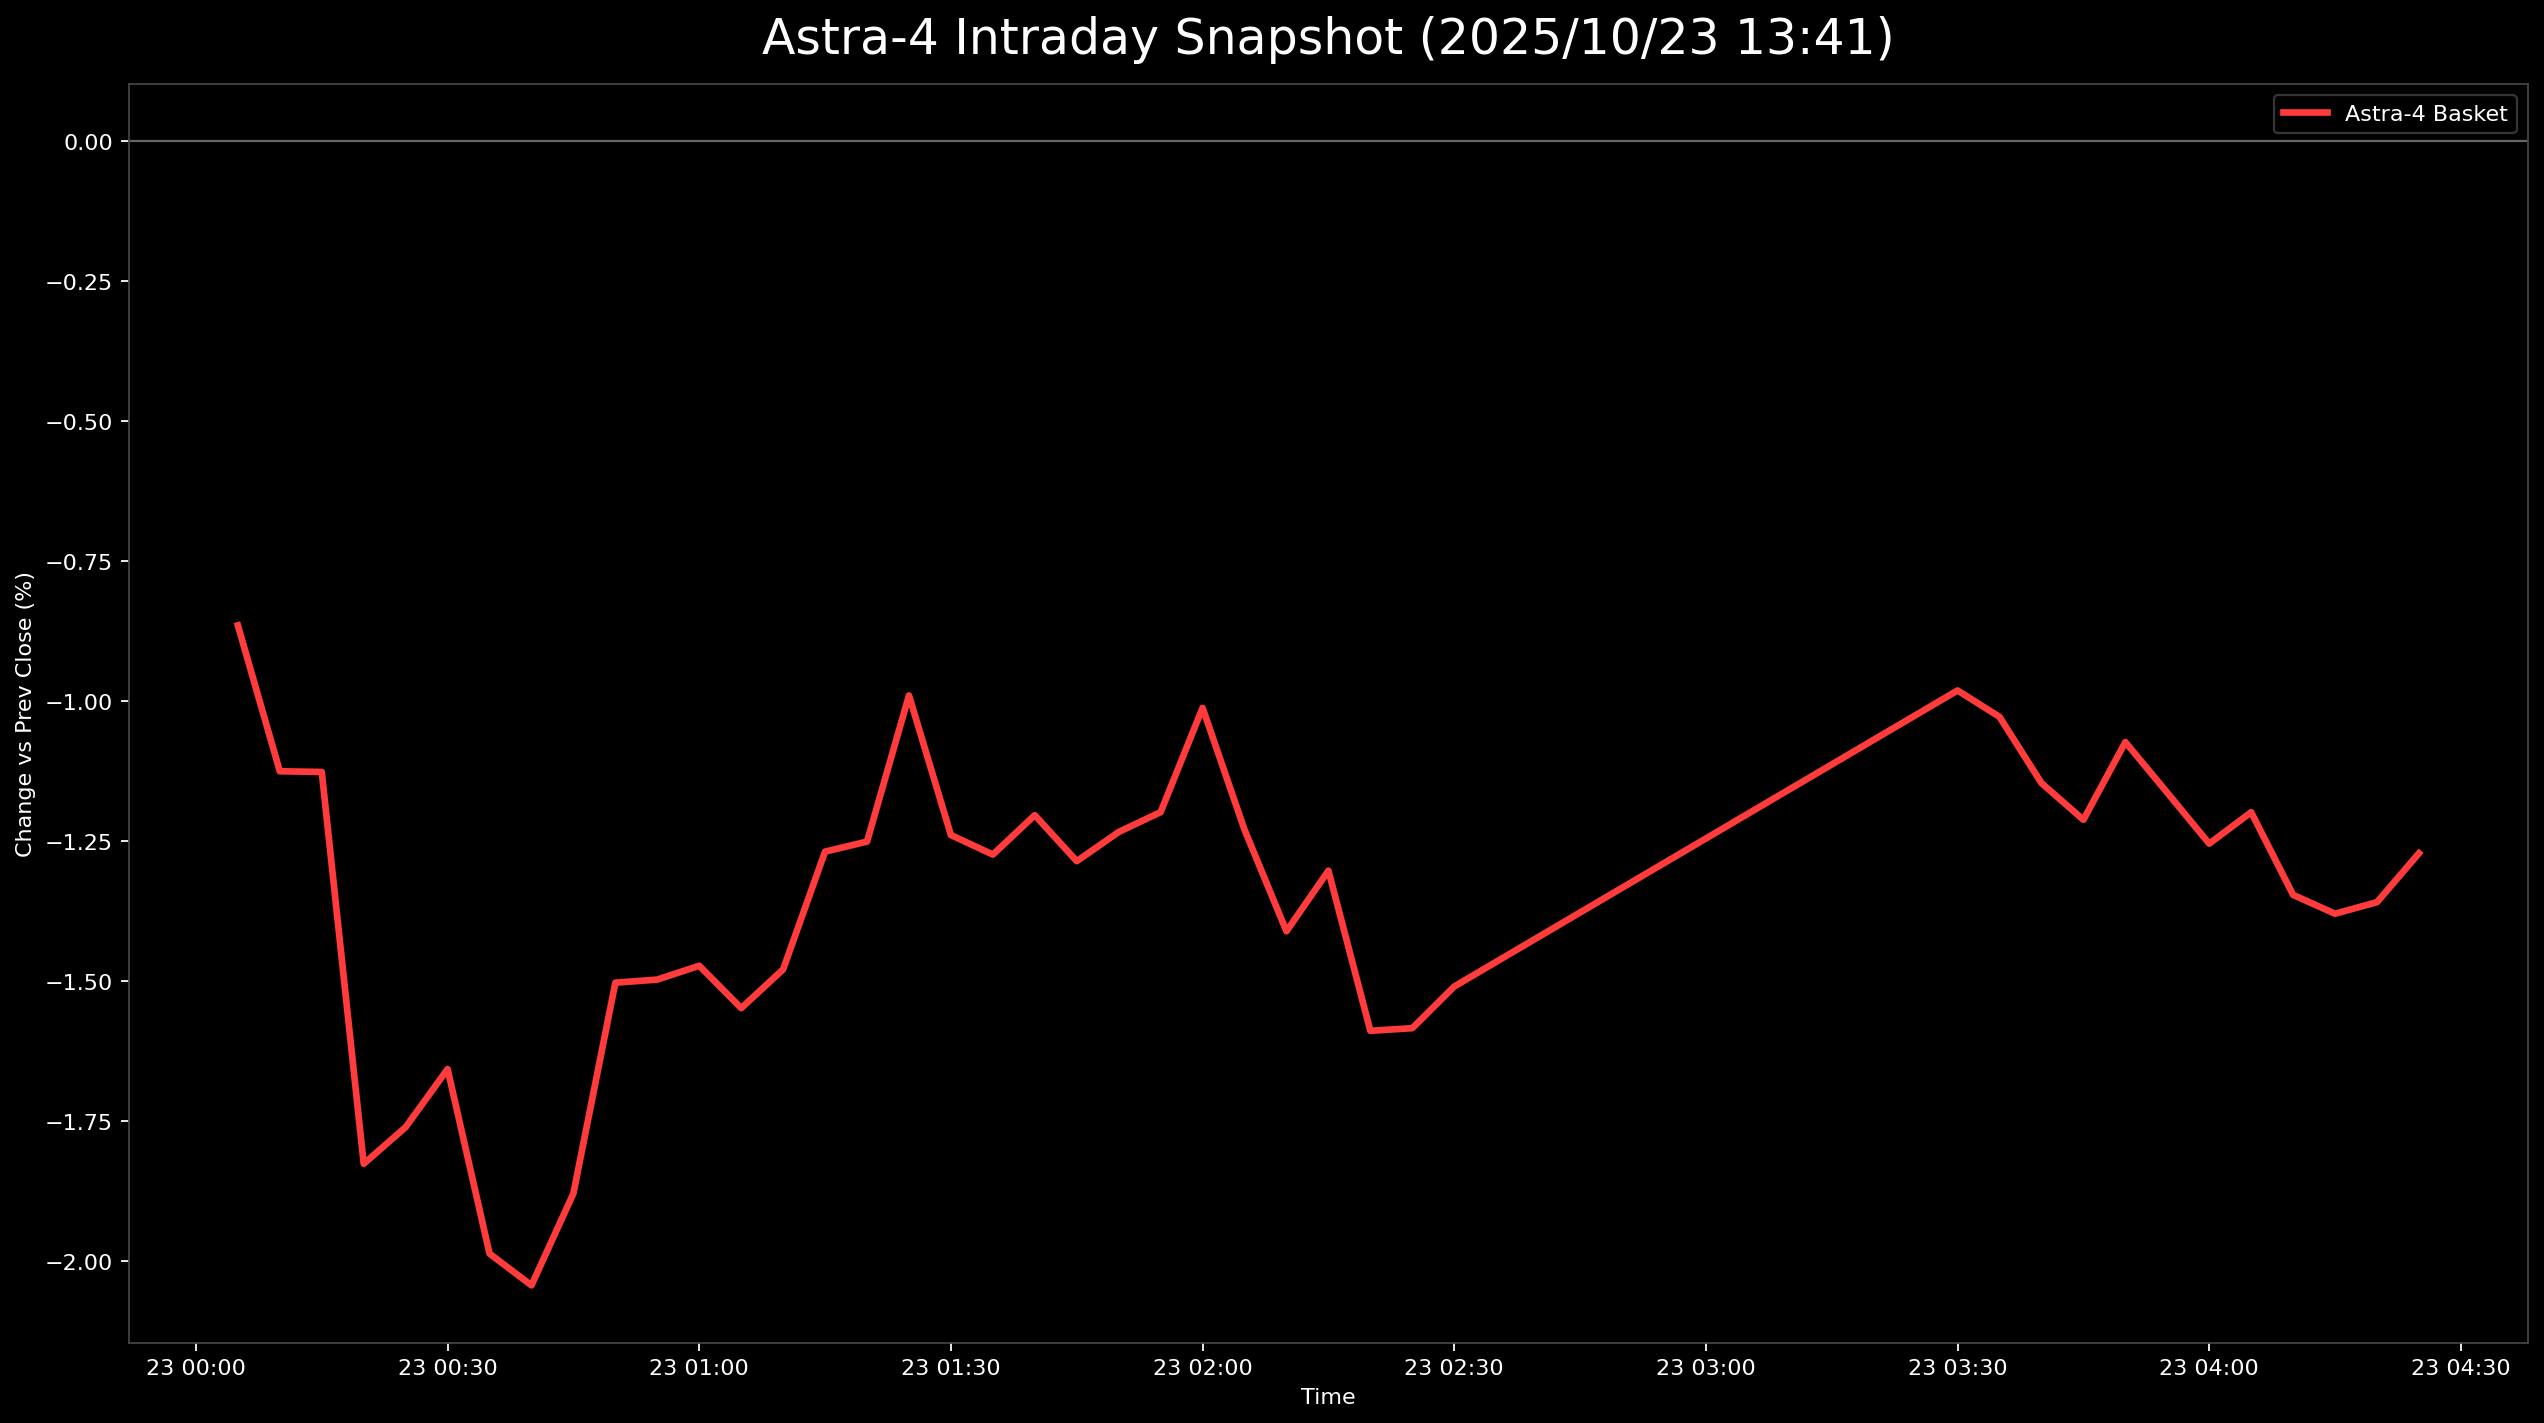 Astra-4 Intraday Snapshot (2025/10/23 13:41)
Astra-4 Basket
Change vs Prev Close (%)
0.00
−0.25
−0.50
−0.75
−1.00
−1.25
−1.50
−1.75
−2.00
23 00:00 23 00:30 23 01:00 23 01:30 23 02:00 23 02:30 23 03:00 23 03:30 23 04:00 23 04:30
Time